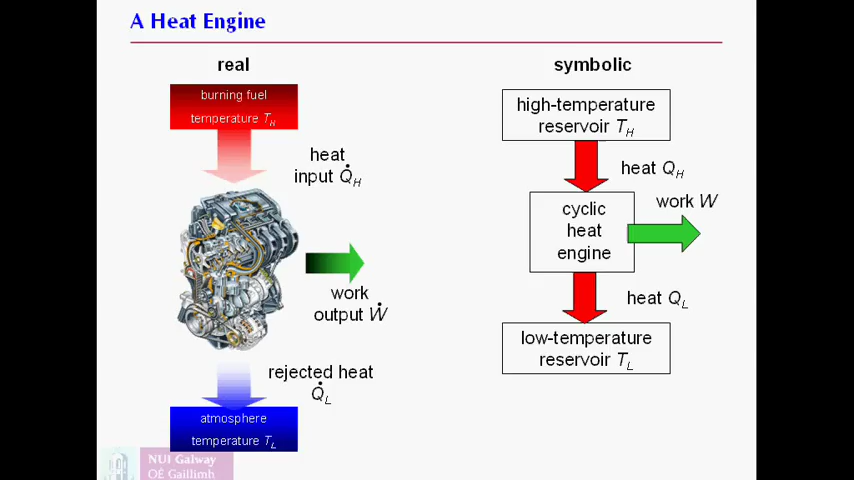 A Heat Engine
real
burning fuel
temperature T_H
heat
input Q̇_H
work
output Ẇ
rejected heat
Q̇_L
atmosphere
temperature T_L
NUI Galway
OÉ Gaillimh
symbolic
high-temperature
reservoir T_H
heat Q_H
cyclic
heat
engine
work W
heat Q_L
low-temperature
reservoir T_L